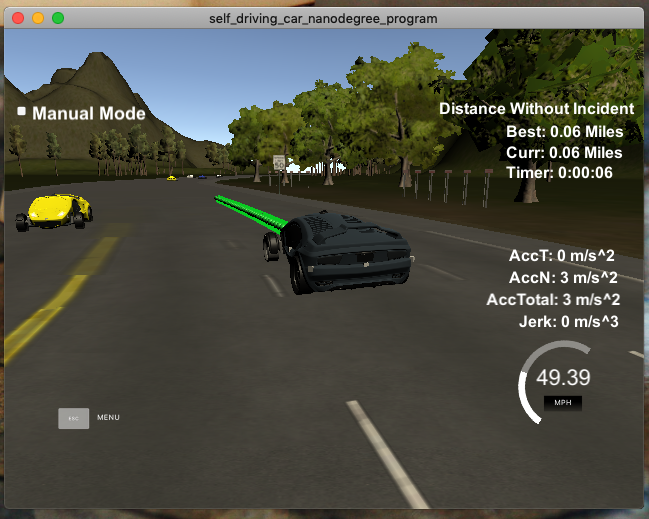 self_driving_car_nanodegree_program
Manual Mode
Distance Without Incident
Best: 0.06 Miles
Curr: 0.06 Miles
Timer: 0:00:06
AccT: 0 m/s^2
AccN: 3 m/s^2
AccTotal: 3 m/s^2
Jerk: 0 m/s^3
49.39
MPH
ESC
MENU